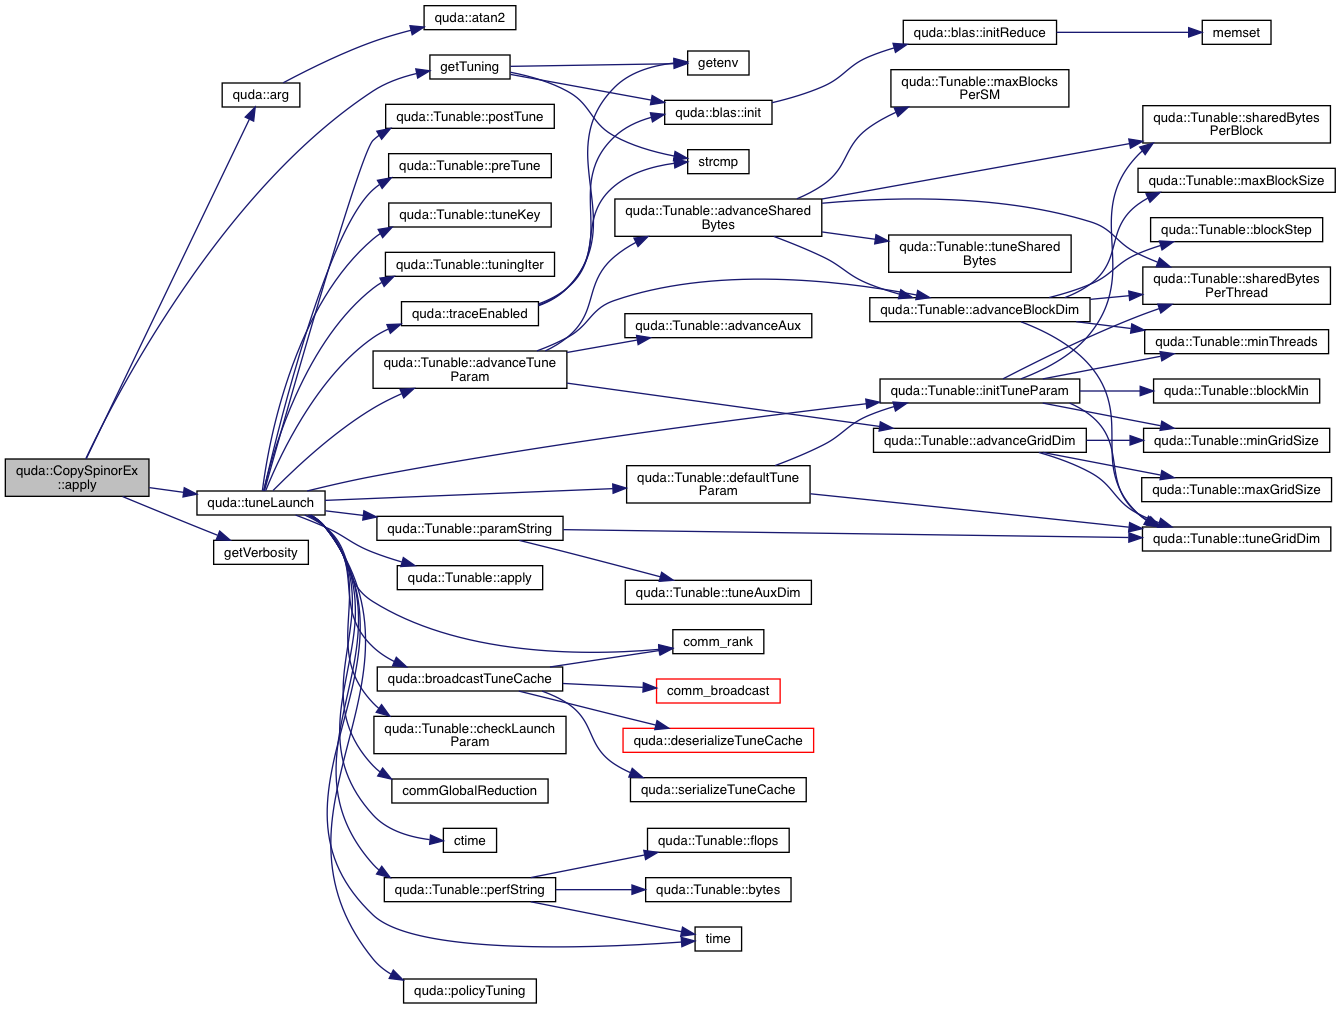 quda::CopySpinorEx
::apply
quda::arg
quda::tuneLaunch
getVerbosity
quda::atan2
getTuning
quda::Tunable::postTune
quda::Tunable::preTune
quda::Tunable::tuneKey
quda::Tunable::tuningIter
quda::traceEnabled
quda::Tunable::advanceTune
Param
quda::Tunable::paramString
quda::Tunable::apply
quda::broadcastTuneCache
quda::Tunable::checkLaunch
Param
commGlobalReduction
ctime
quda::Tunable::perfString
quda::policyTuning
getenv
quda::blas::init
strcmp
quda::Tunable::advanceShared
Bytes
quda::Tunable::advanceAux
quda::Tunable::defaultTune
Param
quda::Tunable::tuneAuxDim
comm_rank
comm_broadcast
quda::deserializeTuneCache
quda::serializeTuneCache
quda::Tunable::flops
quda::Tunable::bytes
time
quda::blas::initReduce
quda::Tunable::maxBlocks
PerSM
quda::Tunable::tuneShared
Bytes
quda::Tunable::advanceBlockDim
quda::Tunable::initTuneParam
quda::Tunable::advanceGridDim
memset
quda::Tunable::sharedBytes
PerBlock
quda::Tunable::maxBlockSize
quda::Tunable::blockStep
quda::Tunable::sharedBytes
PerThread
quda::Tunable::minThreads
quda::Tunable::blockMin
quda::Tunable::minGridSize
quda::Tunable::maxGridSize
quda::Tunable::tuneGridDim